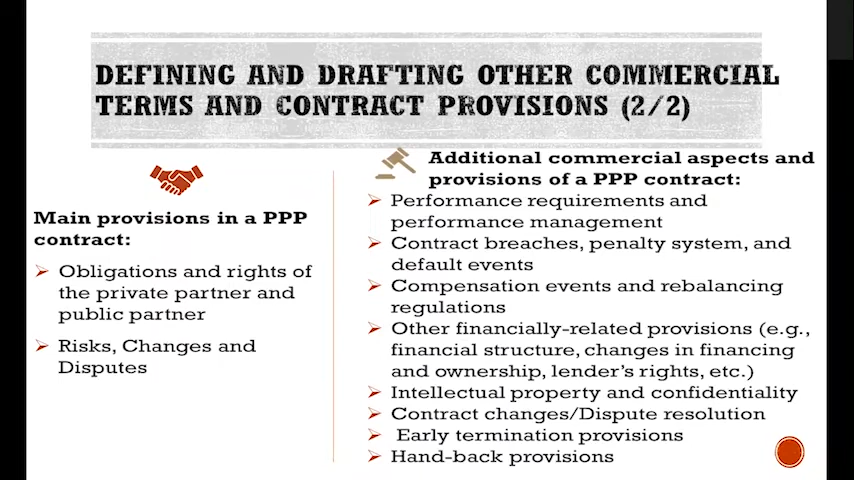 DEFINING AND DRAFTING OTHER COMMERCIAL
TERMS AND CONTRACT PROVISIONS (2/2)
Main provisions in a PPP
contract:
Obligations and rights of
the private partner and
public partner
Risks, Changes and
Disputes
Additional commercial aspects and
provisions of a PPP contract:
Performance requirements and
performance management
Contract breaches, penalty system, and
default events
Compensation events and rebalancing
regulations
Other financially-related provisions (e.g.,
financial structure, changes in financing
and ownership, lender's rights, etc.)
Intellectual property and confidentiality
Contract changes/Dispute resolution
Early termination provisions
Hand-back provisions